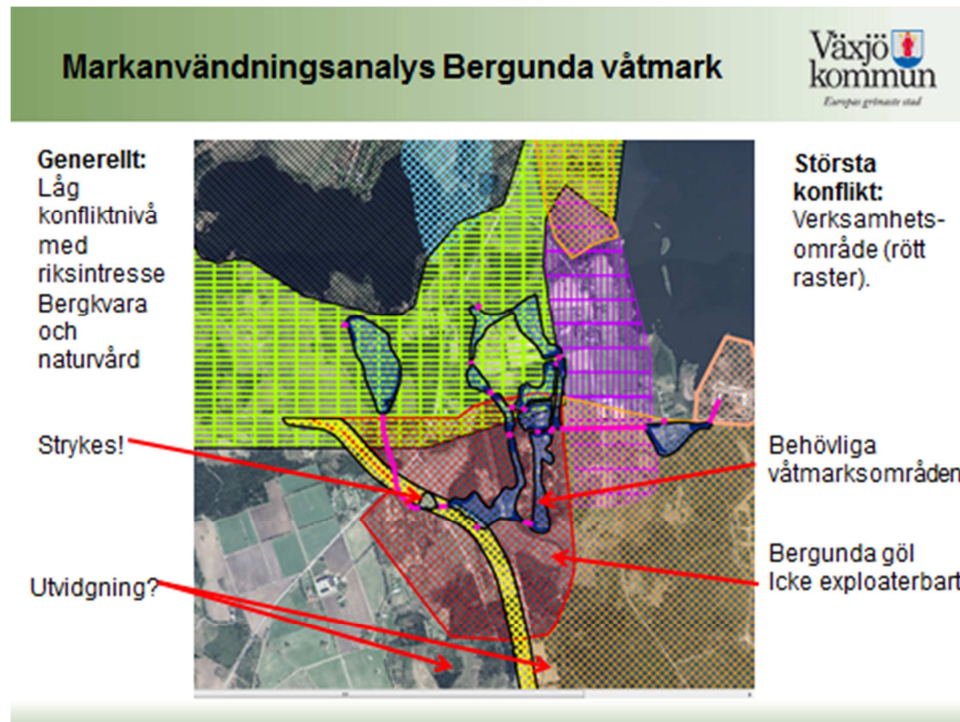 Markanvändningsanalys Bergunda våtmark
Växjö
kommun
Europas grönaste stad
Generellt:
Låg
konfliktnivå
med
riksintresse
Bergkvara
och
naturvård
Största
konflikt:
Verksamhets-
område (rött
raster).
Strykes!
Behövliga
våtmarksområden
Bergunda göl
Icke exploaterbart
Utvidgning?